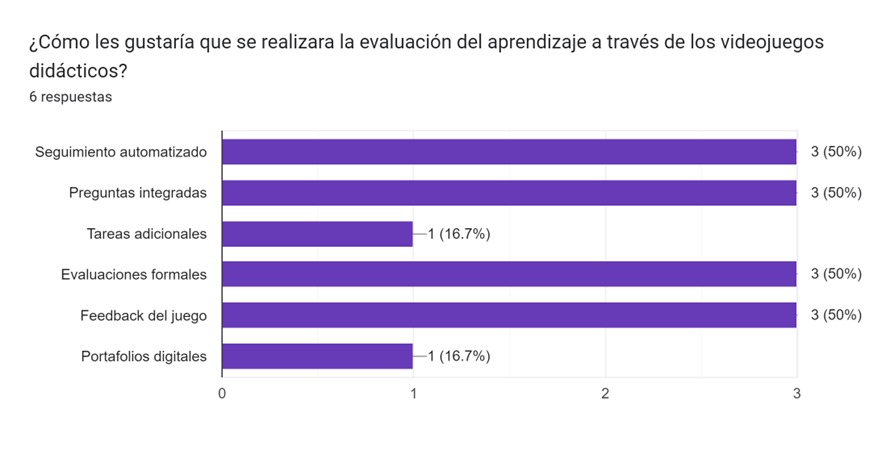 ¿Cómo les gustaría que se realizara la evaluación del aprendizaje a través de los videojuegos
didácticos?
6 respuestas
Seguimiento automatizado 3 (50%)
Preguntas integradas 3 (50%)
Tareas adicionales 1 (16.7%)
Evaluaciones formales 3 (50%)
Feedback del juego 3 (50%)
Portafolios digitales 1 (16.7%)
0 1 2 3